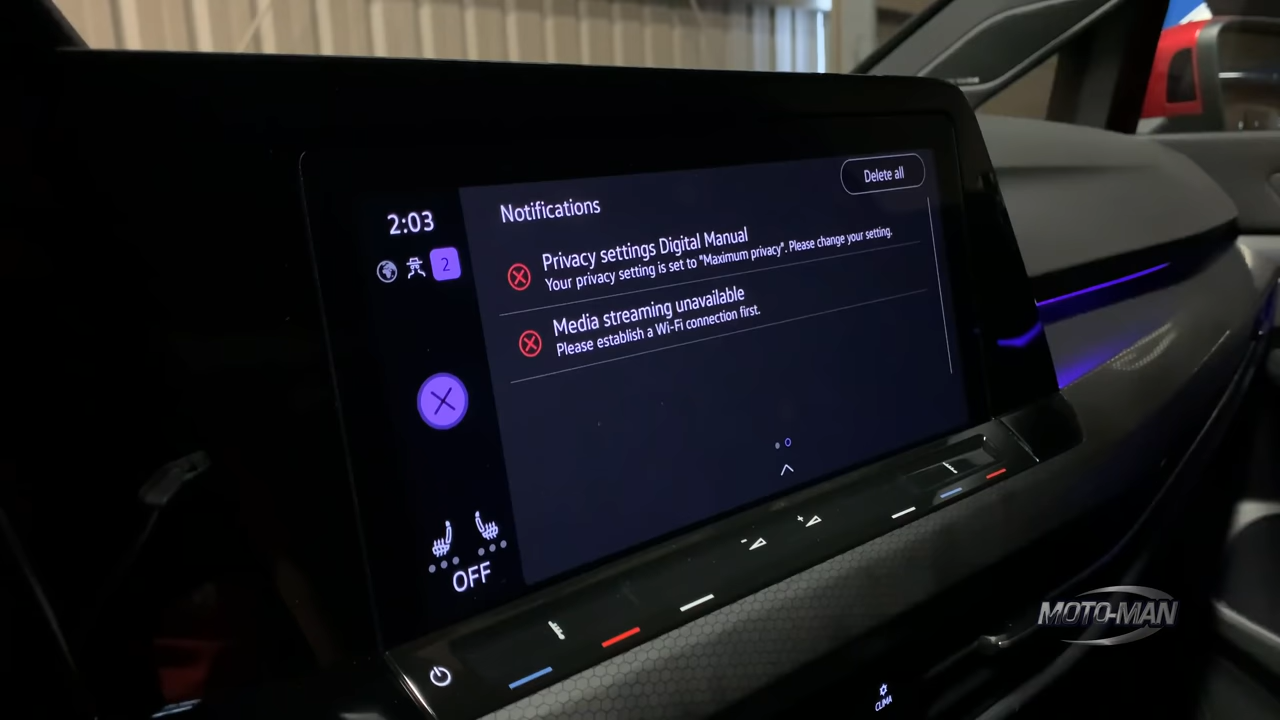 Delete all
2:03
Notifications
2
Privacy settings Digital Manual
Your privacy setting is set to "Maximum privacy". Please change your setting.
Media streaming unavailable
Please establish a Wi-Fi connection first.
OFF
MOTO-MAN
CLIMA